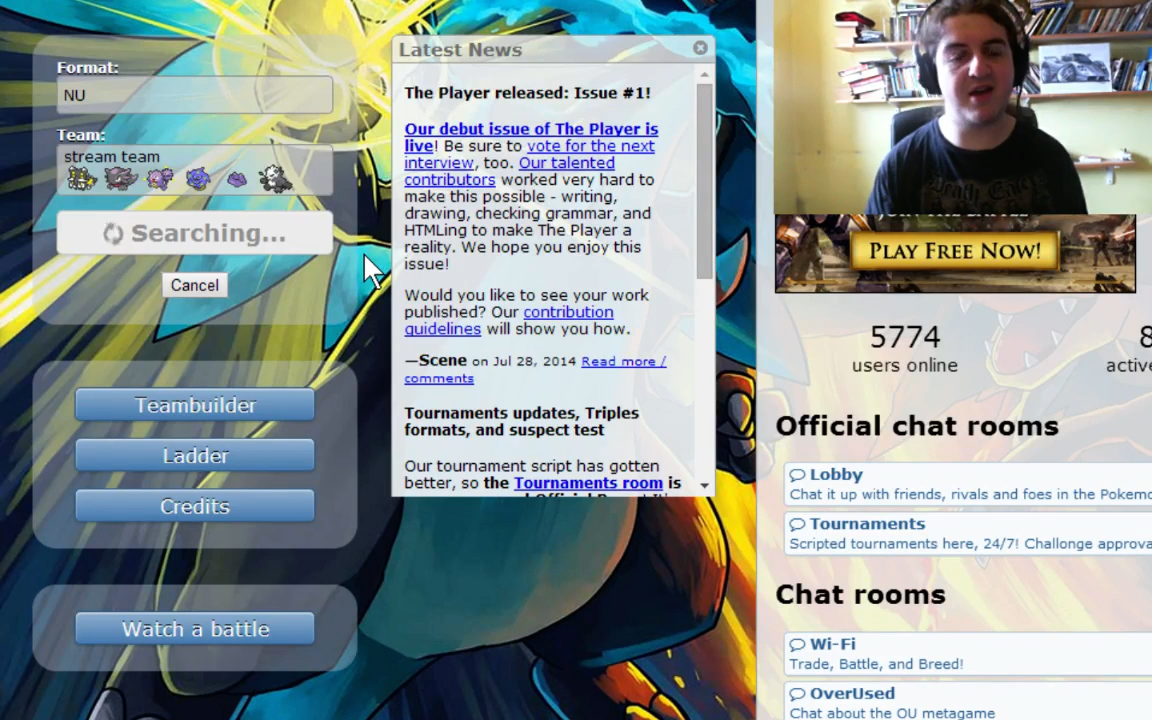 Format:
NU
Team:
stream team
Searching...
Cancel
Teambuilder
Ladder
Credits
Watch a battle
Latest News
The Player released: Issue #1!
Our debut issue of The Player is
live! Be sure to vote for the next
interview, too. Our talented
contributors worked very hard to
make this possible - writing,
drawing, checking grammar, and
HTMLing to make The Player a
reality. We hope you enjoy this
issue!
Would you like to see your work
published? Our contribution
guidelines will show you how.
—Scene on Jul 28, 2014 Read more /
comments
Tournaments updates, Triples
formats, and suspect test
Our tournament script has gotten
better, so the Tournaments room is
PLAY FREE NOW!
5774
users online
8
active
Official chat rooms
Lobby
Chat it up with friends, rivals and foes in the Pokemo
Tournaments
Scripted tournaments here, 24/7! Challonge approva
Chat rooms
Wi-Fi
Trade, Battle, and Breed!
OverUsed
Chat about the OU metagame